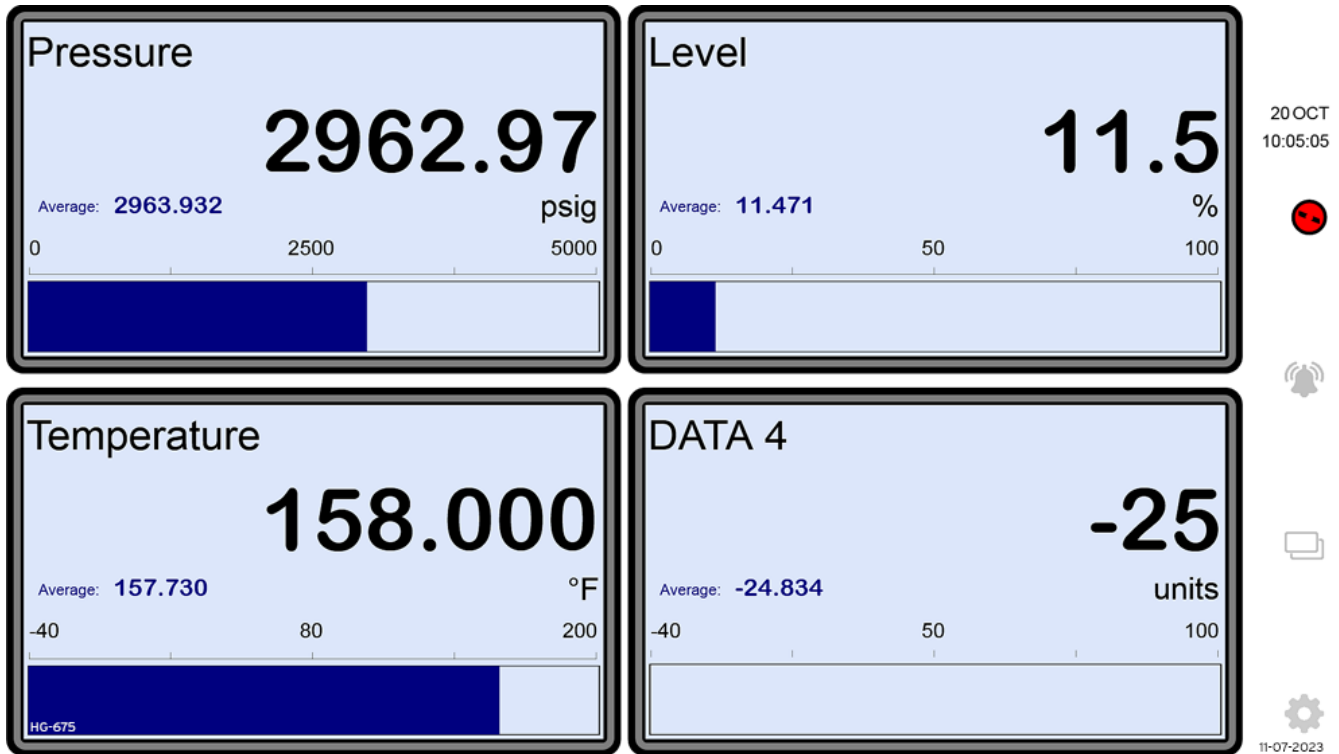 Pressure
2962.97
Average: 2963.932 psig
0 2500 5000
Level
11.5
Average: 11.471 %
0 50 100
20 OCT
10:05:05
Temperature
158.000
Average: 157.730 °F
-40 80 200
HG-675
DATA 4
-25
Average: -24.834 units
-40 50 100
11-07-2023